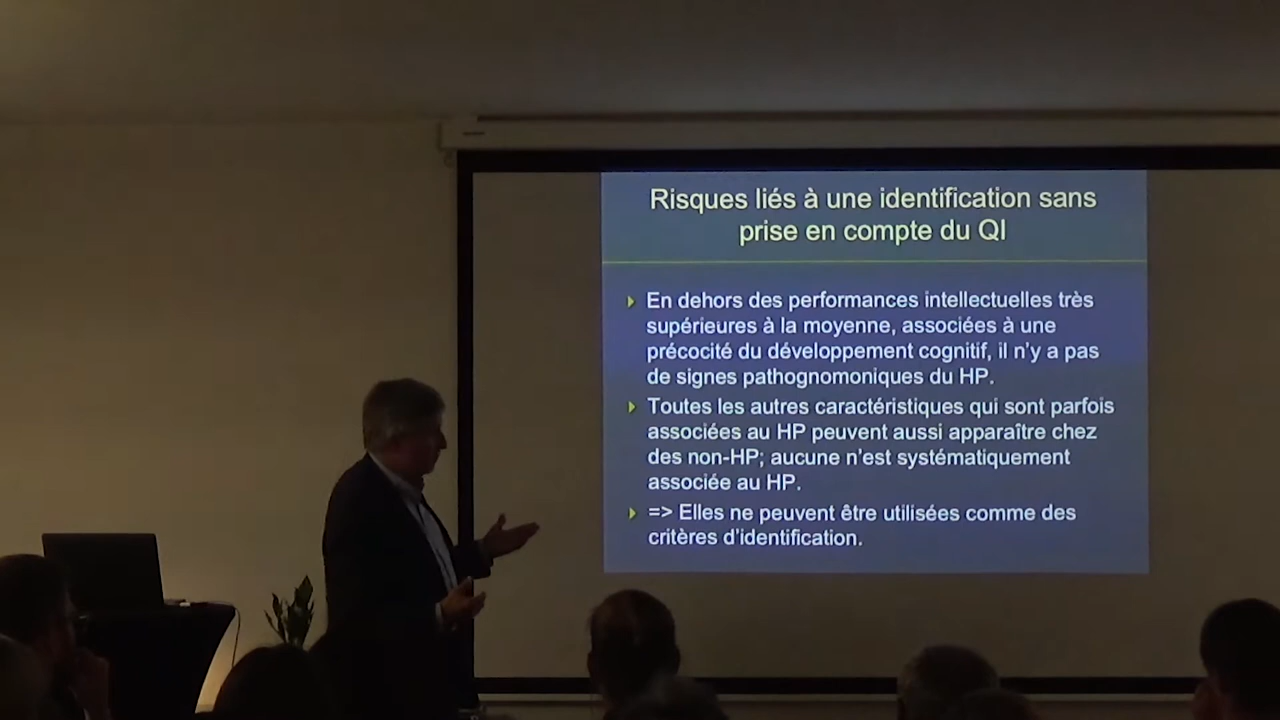 Risques liés à une identification sans
prise en compte du QI
En dehors des performances intellectuelles très
supérieures à la moyenne, associées à une
précocité du développement cognitif, il n'y a pas
de signes pathognomoniques du HP.
Toutes les autres caractéristiques qui sont parfois
associées au HP peuvent aussi apparaître chez
des non-HP; aucune n'est systématiquement
associée au HP.
=> Elles ne peuvent être utilisées comme des
critères d'identification.